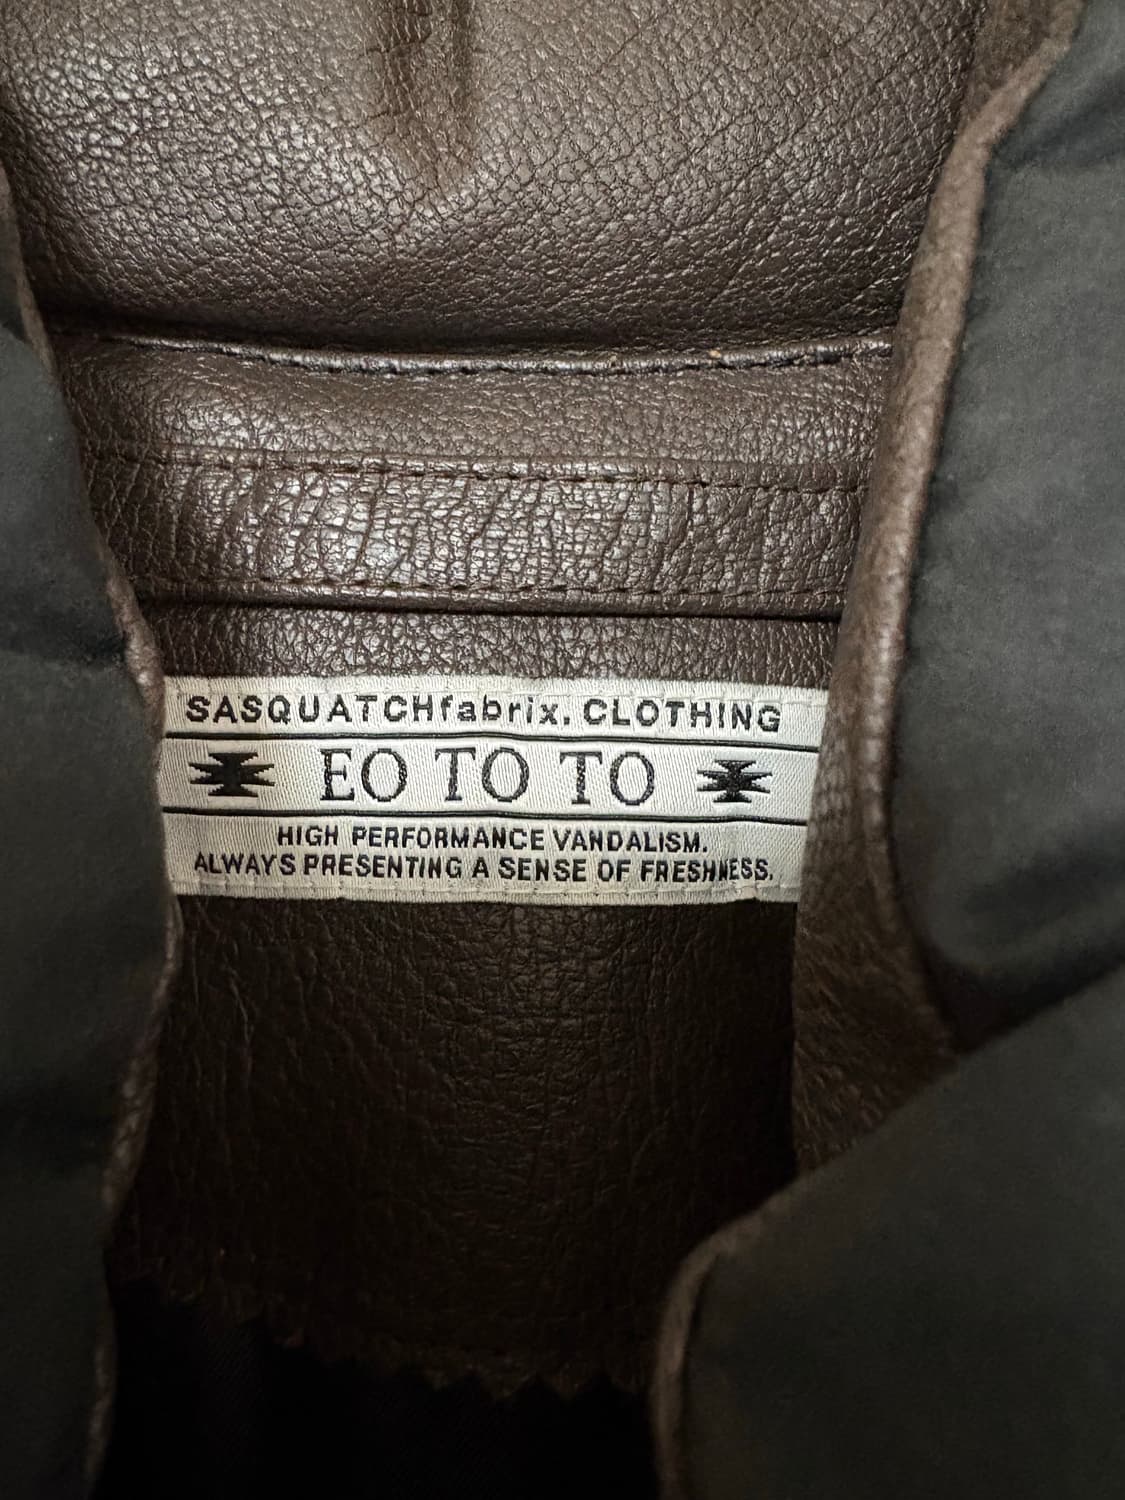 SASQUATCHfabrix. CLOTHING
EO TO TO
HIGH PERFORMANCE VANDALISM.
ALWAYS PRESENTING A SENSE OF FRESHNESS.